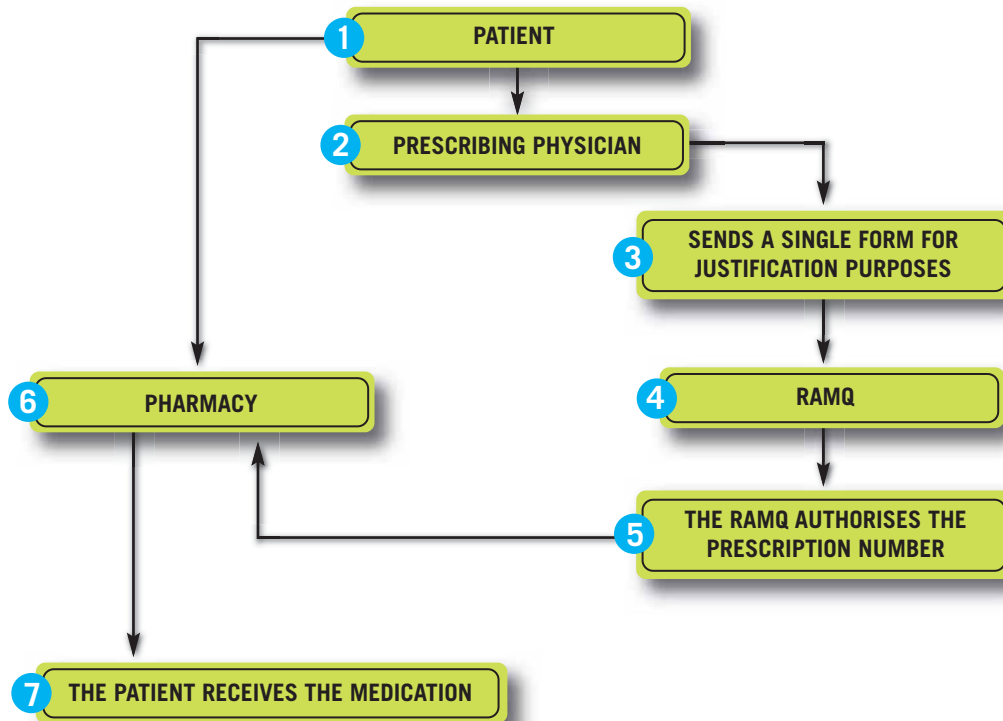 1 PATIENT
2 PRESCRIBING PHYSICIAN
3 SENDS A SINGLE FORM FOR
JUSTIFICATION PURPOSES
4 RAMQ
5 THE RAMQ AUTHORISES THE
PRESCRIPTION NUMBER
6 PHARMACY
7 THE PATIENT RECEIVES THE MEDICATION